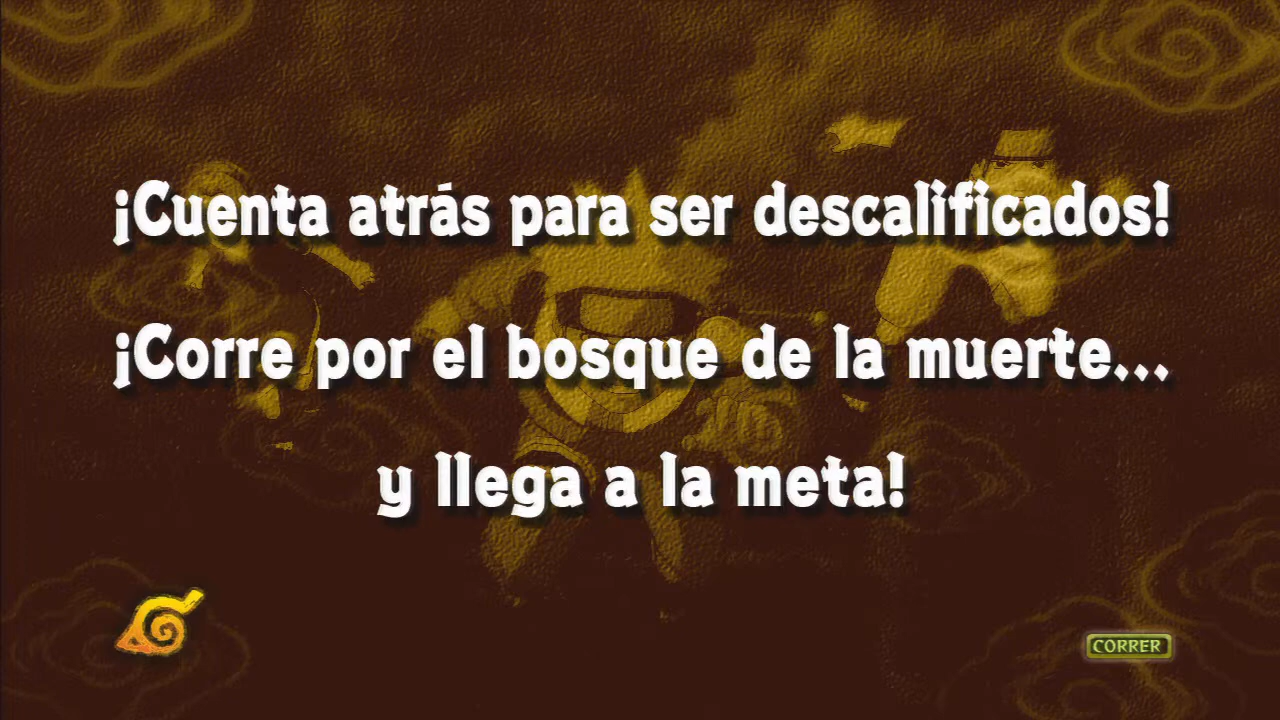 ¡Cuenta atrás para ser descalificados!
¡Corre por el bosque de la muerte...
y llega a la meta!
CORRER